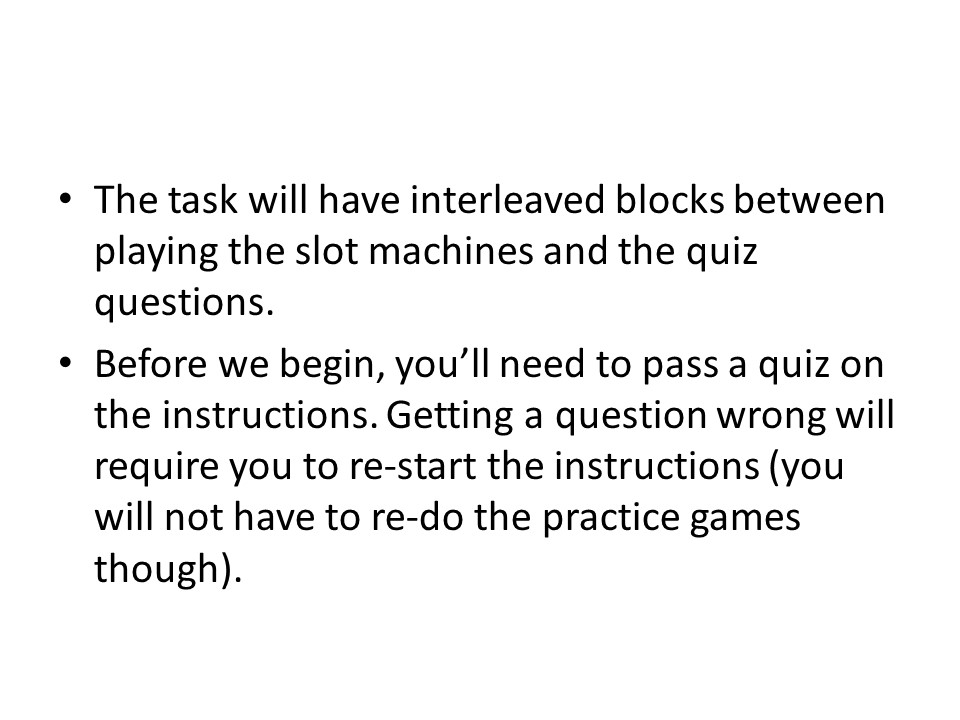 • The task will have interleaved blocks between
playing the slot machines and the quiz
questions.
• Before we begin, you’ll need to pass a quiz on
the instructions. Getting a question wrong will
require you to re-start the instructions (you
will not have to re-do the practice games
though).